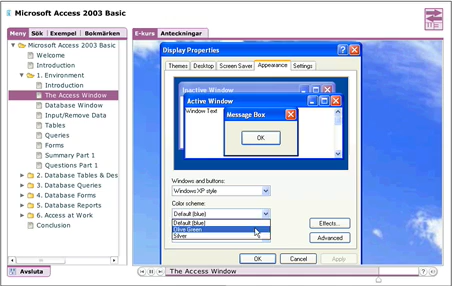 Microsoft Access 2003 Basic
Meny Sök Exempel Bokmärken
E-kurs Anteckningar
Microsoft Access 2003 Basic
Welcome
Introduction
1. Environment
Introduction
The Access Window
Database Window
Input/Remove Data
Tables
Queries
Forms
Summary Part 1
Questions Part 1
2. Database Tables & Des
3. Database Queries
4. Database Forms
5. Database Reports
6. Access at Work
Conclusion
Avsluta
Display Properties
Themes Desktop Screen Saver Appearance Settings
Inactive Window
Active Window
Window Text
Message Box
OK
Windows and buttons:
Windows XP style
Color scheme:
Default (blue)
Default (blue)
Olive Green
Silver
Effects...
Advanced
OK Cancel Apply
The Access Window